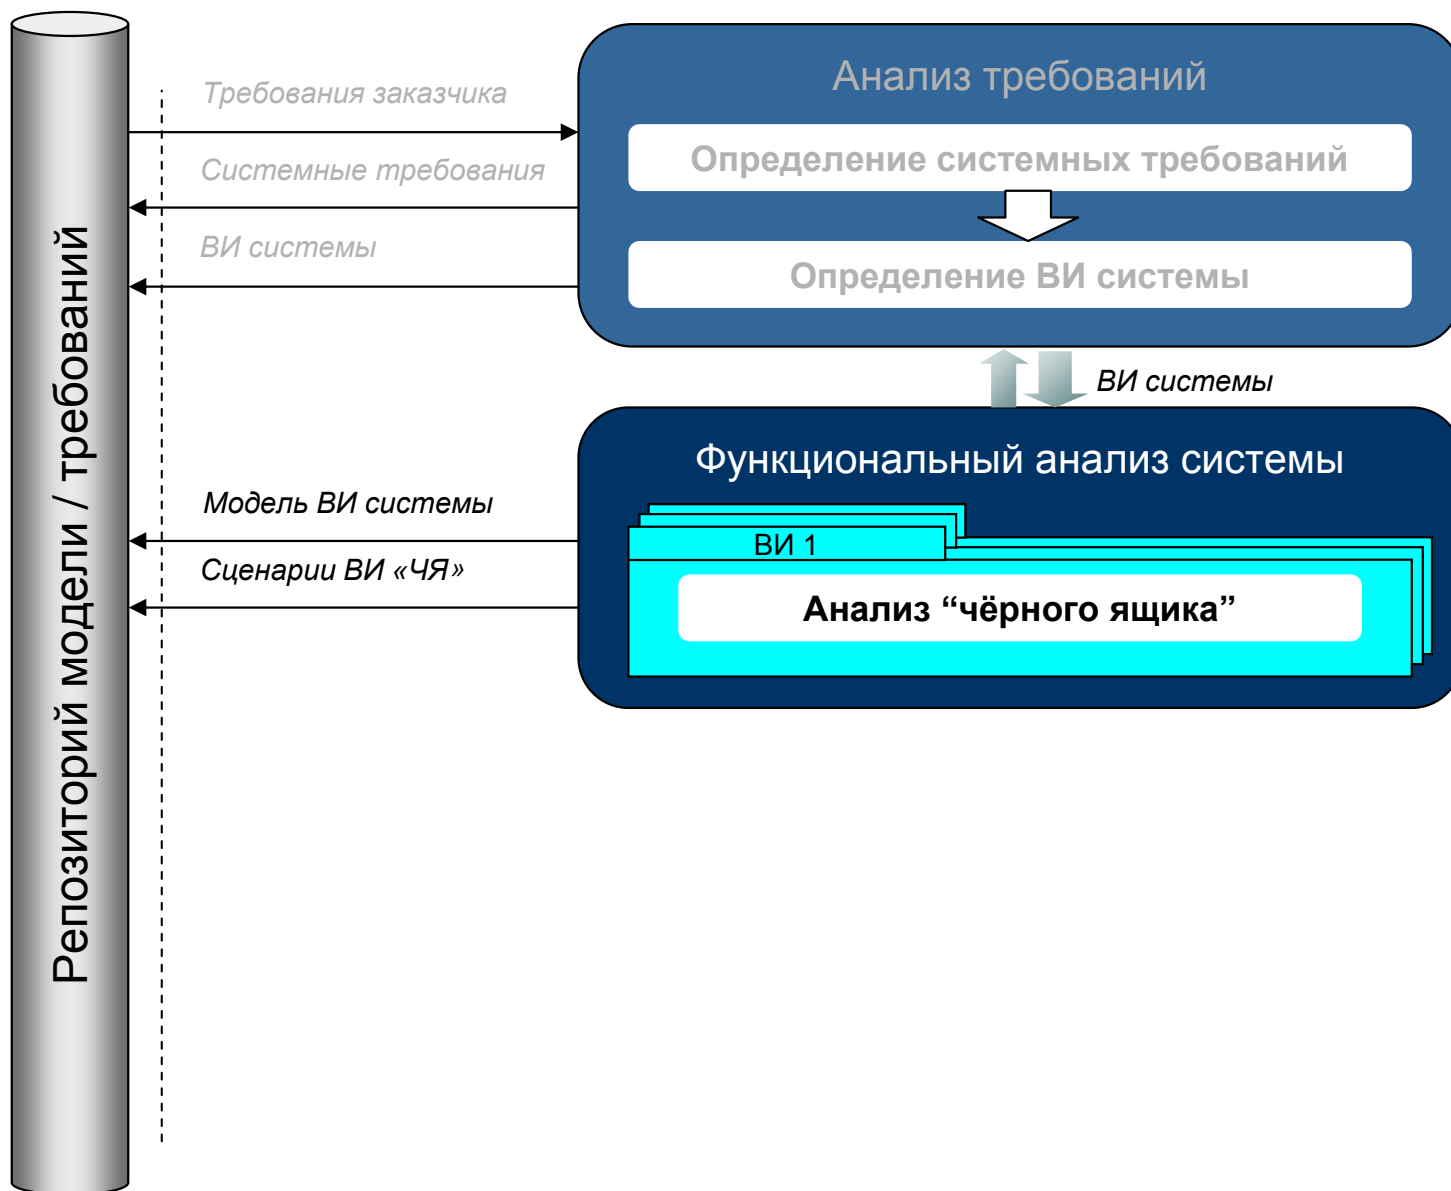 Репозиторий модели / требований
Требования заказчика
Системные требования
ВИ системы
Анализ требований
Определение системных требований
Определение ВИ системы
ВИ системы
Функциональный анализ системы
Модель ВИ системы
Сценарии ВИ «ЧЯ»
ВИ 1
Анализ “чёрного ящика”